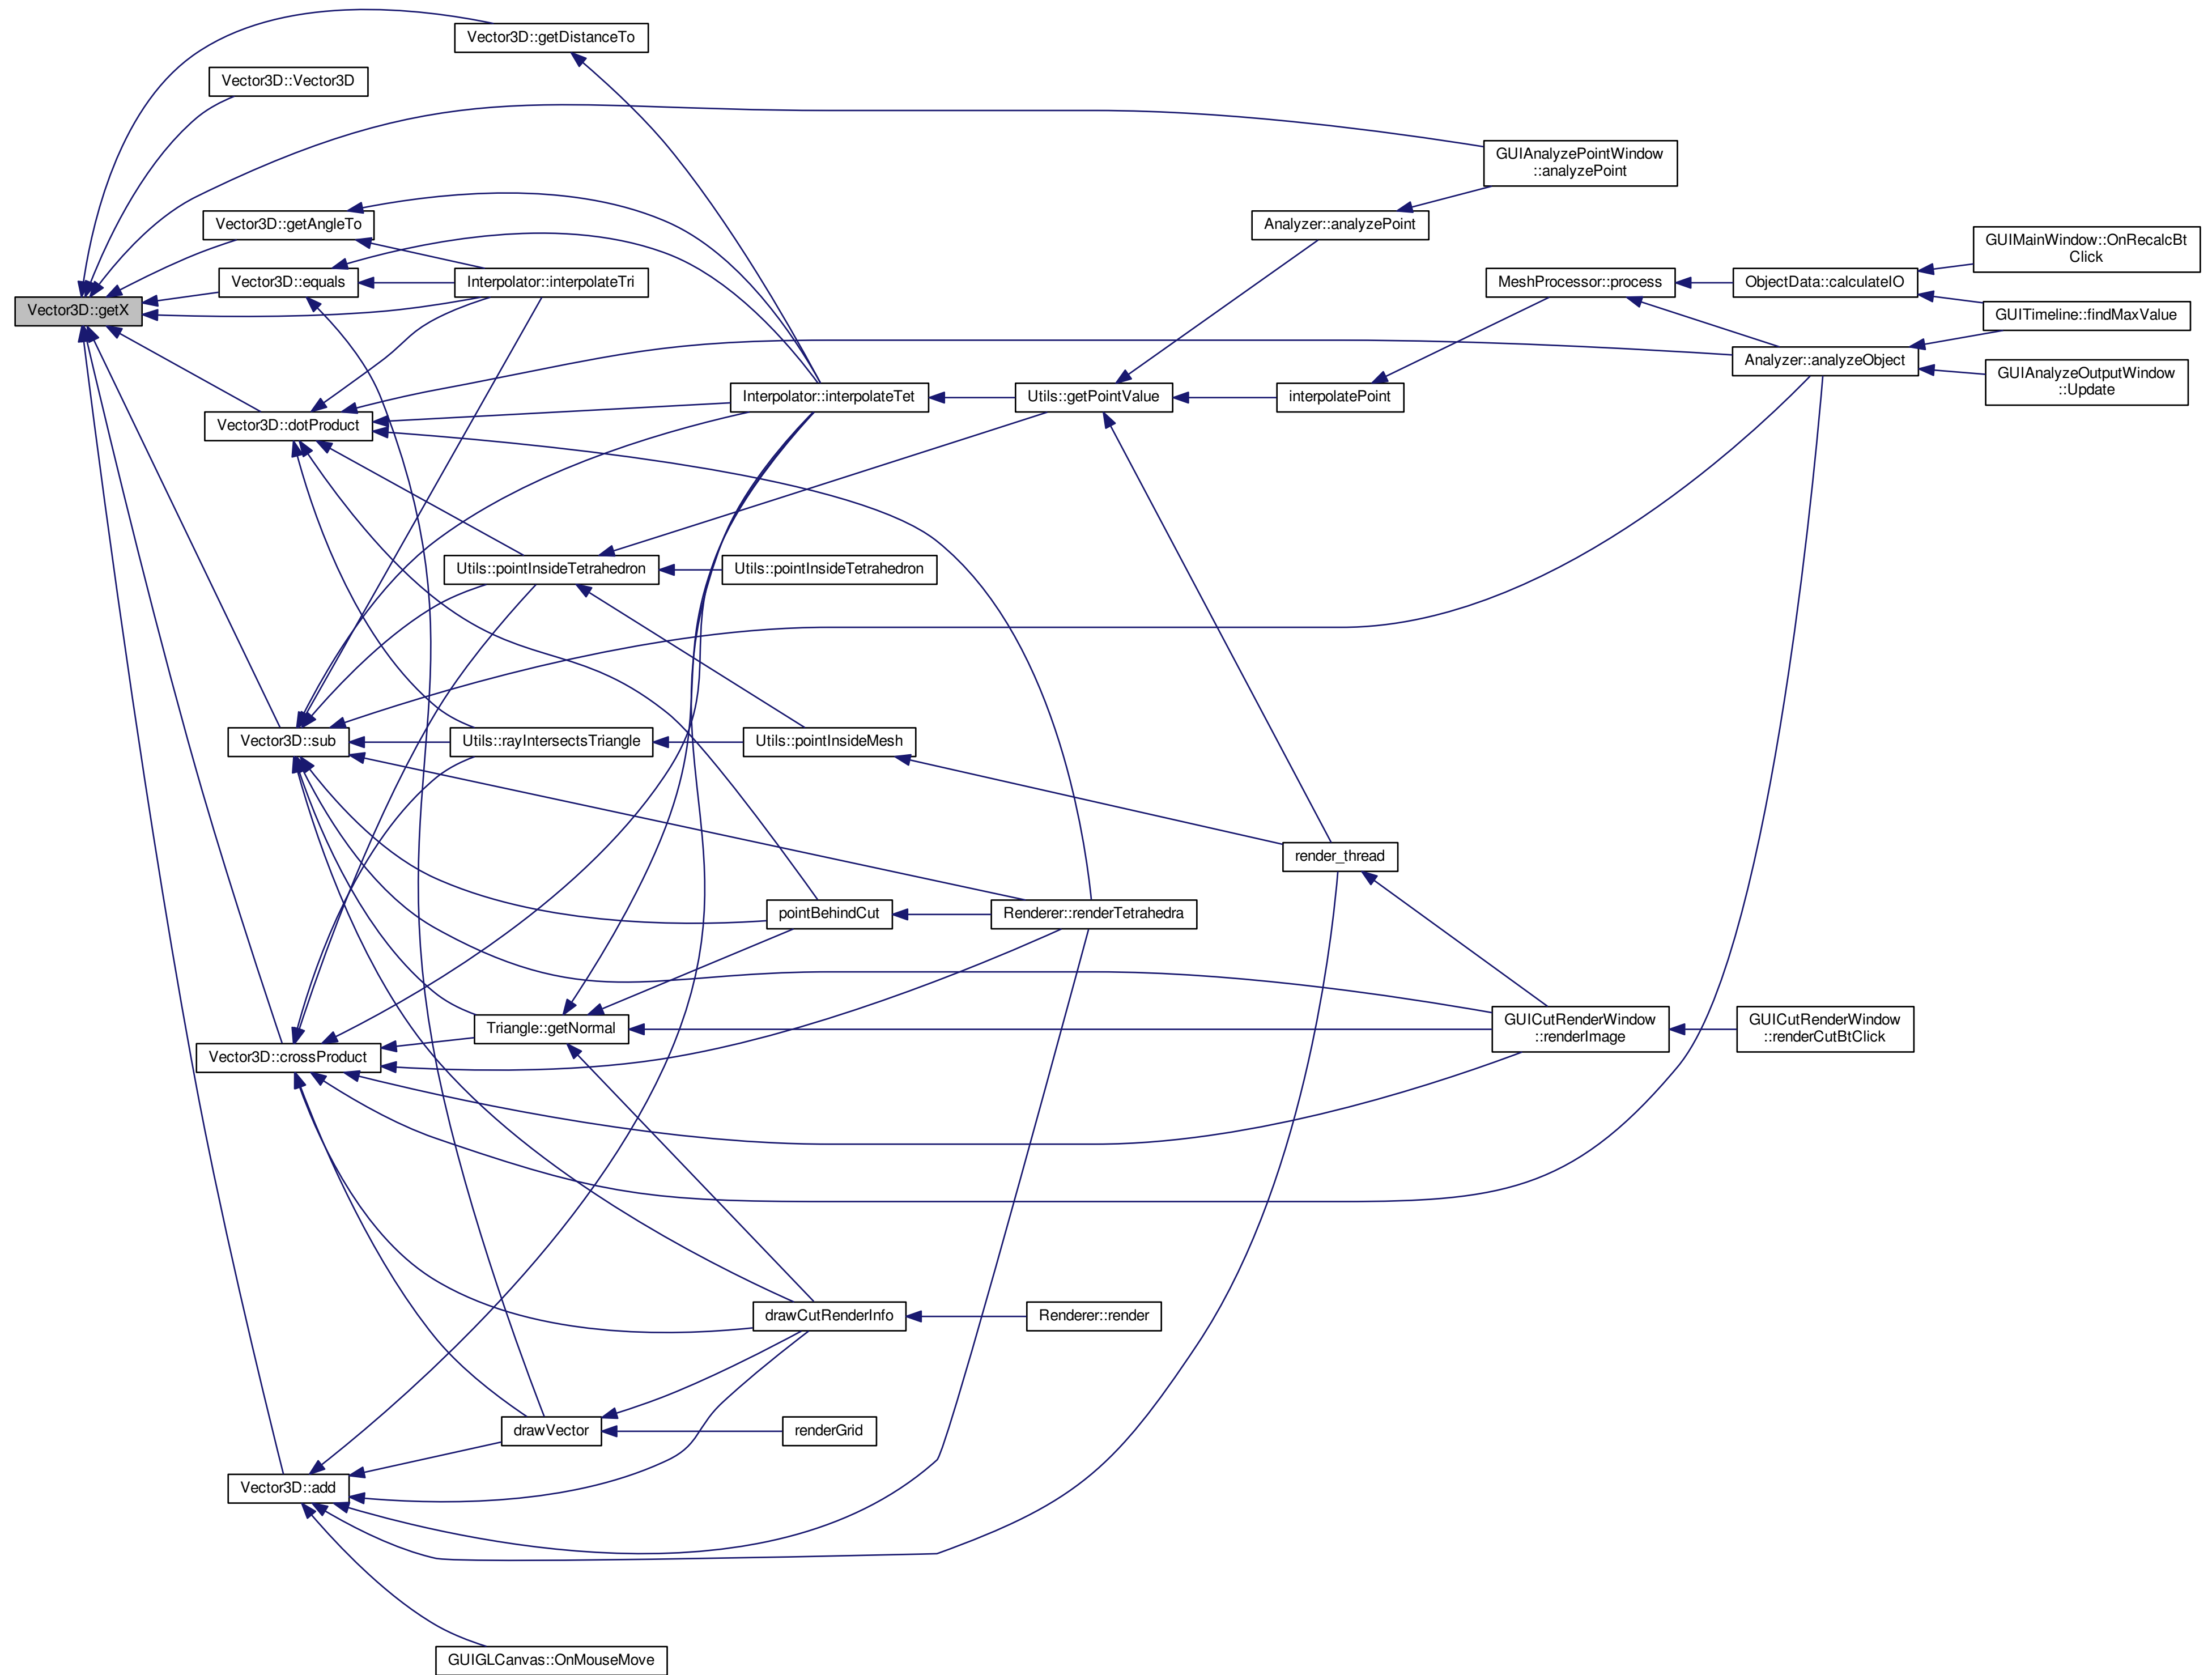 Vector3D::getDistanceTo
Vector3D::Vector3D
GUIAnalyzePointWindow
::analyzePoint
Vector3D::getAngleTo
Analyzer::analyzePoint
GUIMainWindow::OnRecalcBt
Click
Vector3D::equals
Interpolator::interpolateTri
MeshProcessor::process
ObjectData::calculateIO
Vector3D::getX
GUITimeline::findMaxValue
Analyzer::analyzeObject
GUIAnalyzeOutputWindow
::Update
Interpolator::interpolateTet
Utils::getPointValue
interpolatePoint
Vector3D::dotProduct
Utils::pointInsideTetrahedron
Utils::pointInsideTetrahedron
Vector3D::sub
Utils::rayIntersectsTriangle
Utils::pointInsideMesh
render_thread
pointBehindCut
Renderer::renderTetrahedra
Triangle::getNormal
GUICutRenderWindow
::renderImage
GUICutRenderWindow
::renderCutBtClick
Vector3D::crossProduct
drawCutRenderInfo
Renderer::render
drawVector
renderGrid
Vector3D::add
GUIGLCanvas::OnMouseMove